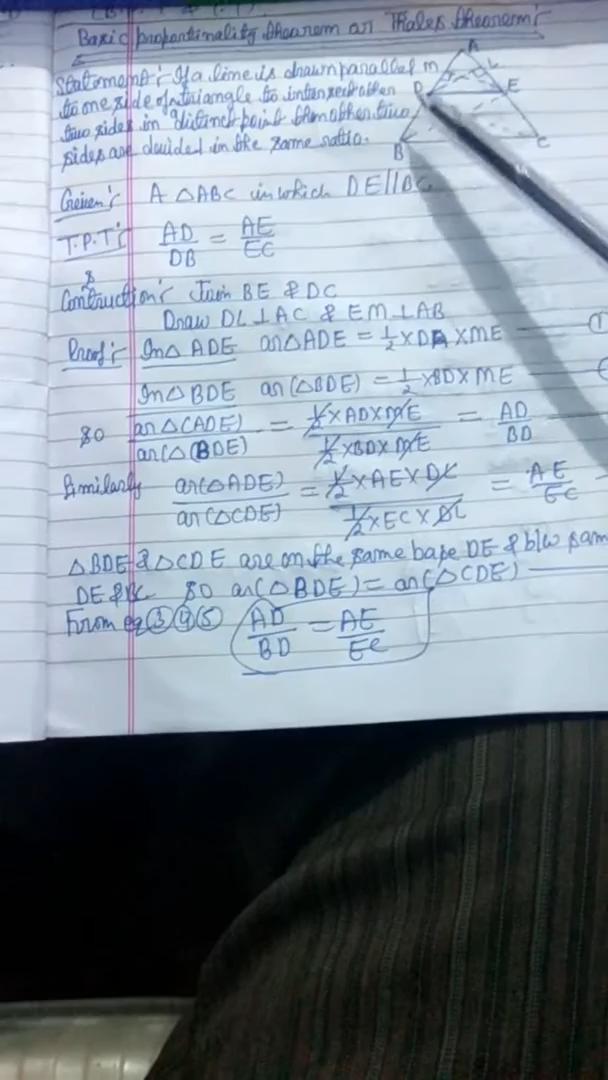 Basic proportinality theorem or Thales theorem:
Statement: If a line is drawn parallel
to one side of a triangle to intersect other
two sides in distinct point then other two
sides are divided in the same ratio.
A
M
L
D
E
B
C
Given: A △ABC in which DE||BC
T.P.T: AD/DB = AE/EC
Contruction: Join BE & DC
Draw DL⊥AC & EM⊥AB
Proof: In△ ADE ar△ADE = 1/2 × DA × ME
In△ BDE ar(△BDE) = 1/2 × BD × ME
So ar△(ADE)/ar△(BDE) = 1/2 × AD × ME / 1/2 × BD × ME = AD/BD
Similarly ar(△ADE)/ar(△CDE) = 1/2 × AE × DL / 1/2 × EC × DL = AE/EC
△BDE & △CDE are on the same base DE & b/w sam
DE & BC So ar(△BDE) = ar(△CDE)
From eq ③ ④ ⑤ AD/BD = AE/EC